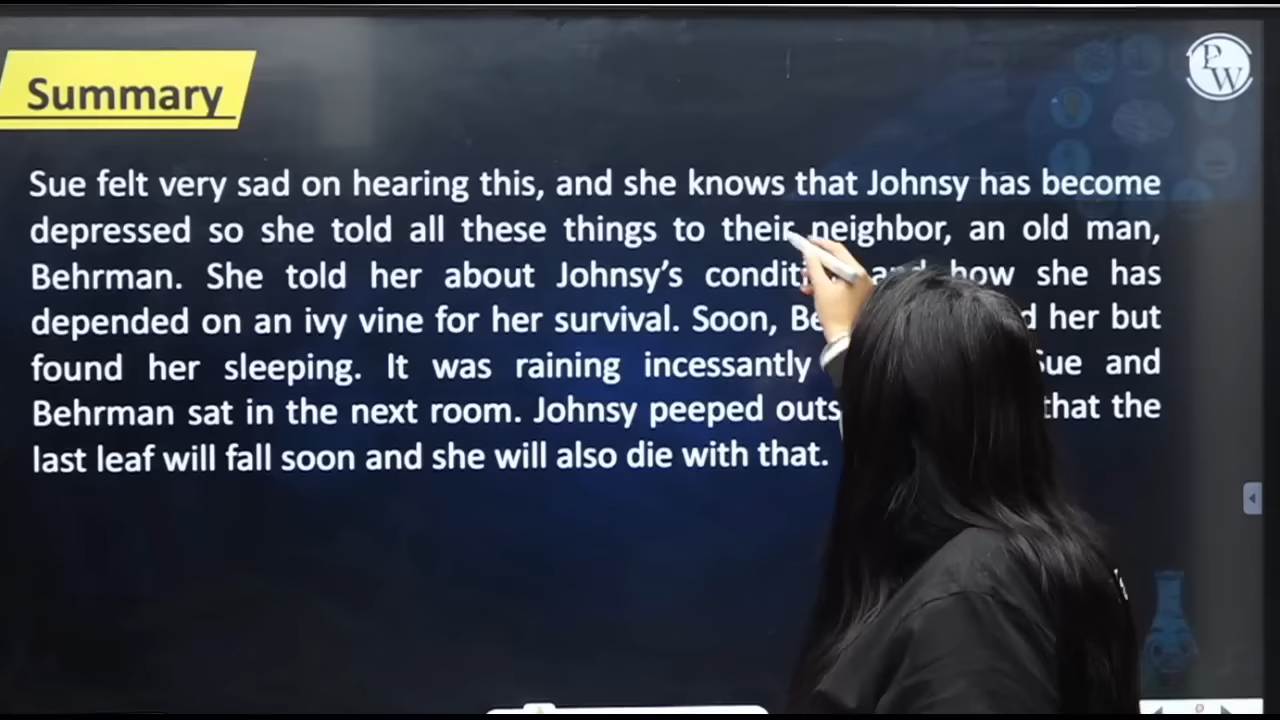 Summary
PW
Sue felt very sad on hearing this, and she knows that Johnsy has become
depressed so she told all these things to their neighbor, an old man,
Behrman. She told her about Johnsy's and how she has
depended on an ivy vine for her survival. Soon, her but
found her sleeping. It was raining incessantly Sue and
Behrman sat in the next room. Johnsy peeped that the
last leaf will fall soon and she will also die with that.